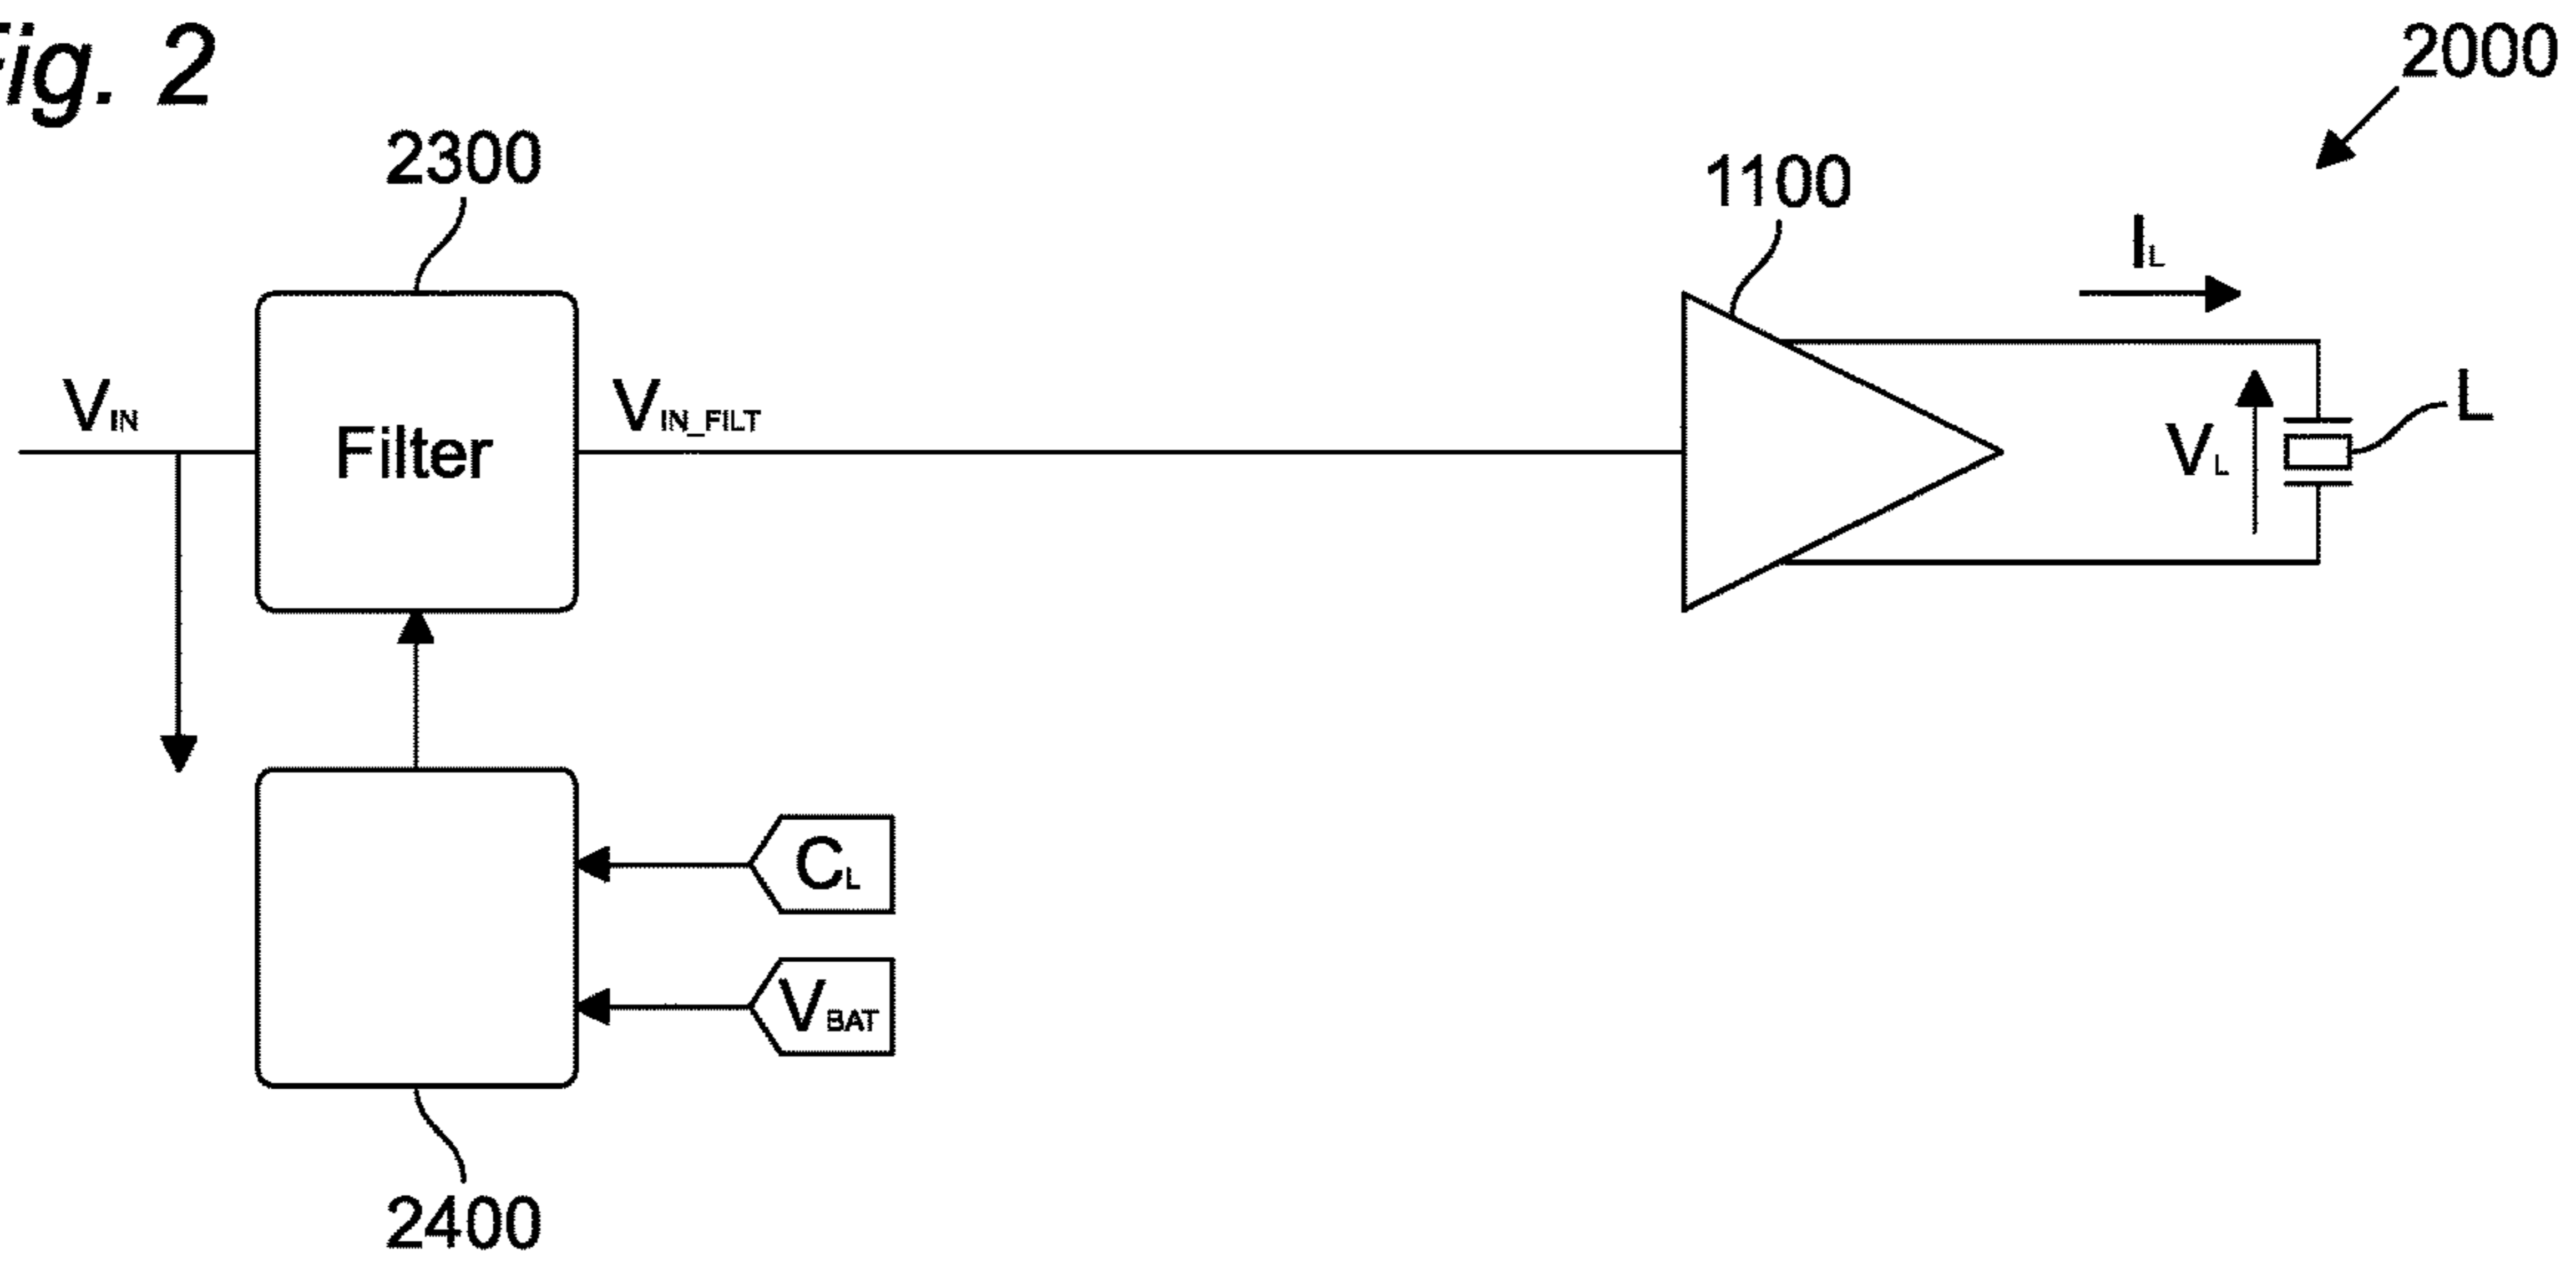 Fig. 2
2000
2300
1100
IL
VIN
Filter
VIN_FILT
VL
L
CL
VBAT
2400